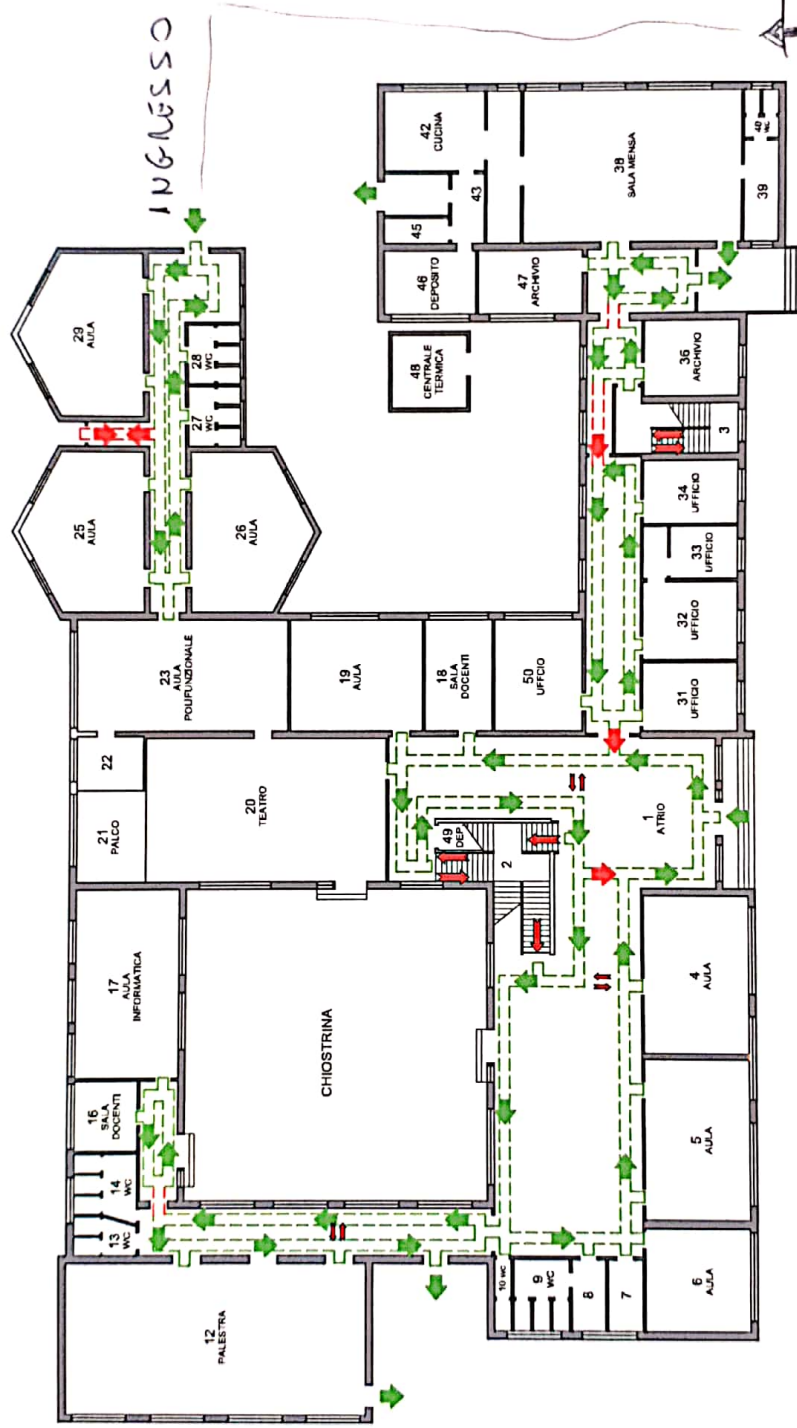 INGRESSO
25
AULA
29
AULA
13
WC
14
WC
16
SALA
DOCENTI
17
AULA
INFORMATICA
21
PALCO
22
23
AULA
POLIFUNZIONALE
27
WC
28
WC
12
PALESTRA
20
TEATRO
26
AULA
19
AULA
CHIOSTRINA
18
SALA
DOCENTI
48
CENTRALE
TERMICA
46
DEPOSITO
45
42
CUCINA
49
DEP
43
10 WC
2
50
UFFCIO
47
ARCHIVIO
9
WC
8
7
38
SALA MENSA
1
ATRIO
6
AULA
5
AULA
4
AULA
31
UFFICIO
32
UFFICIO
33
UFFICIO
34
UFFICIO
3
36
ARCHIVIO
39
40
WC